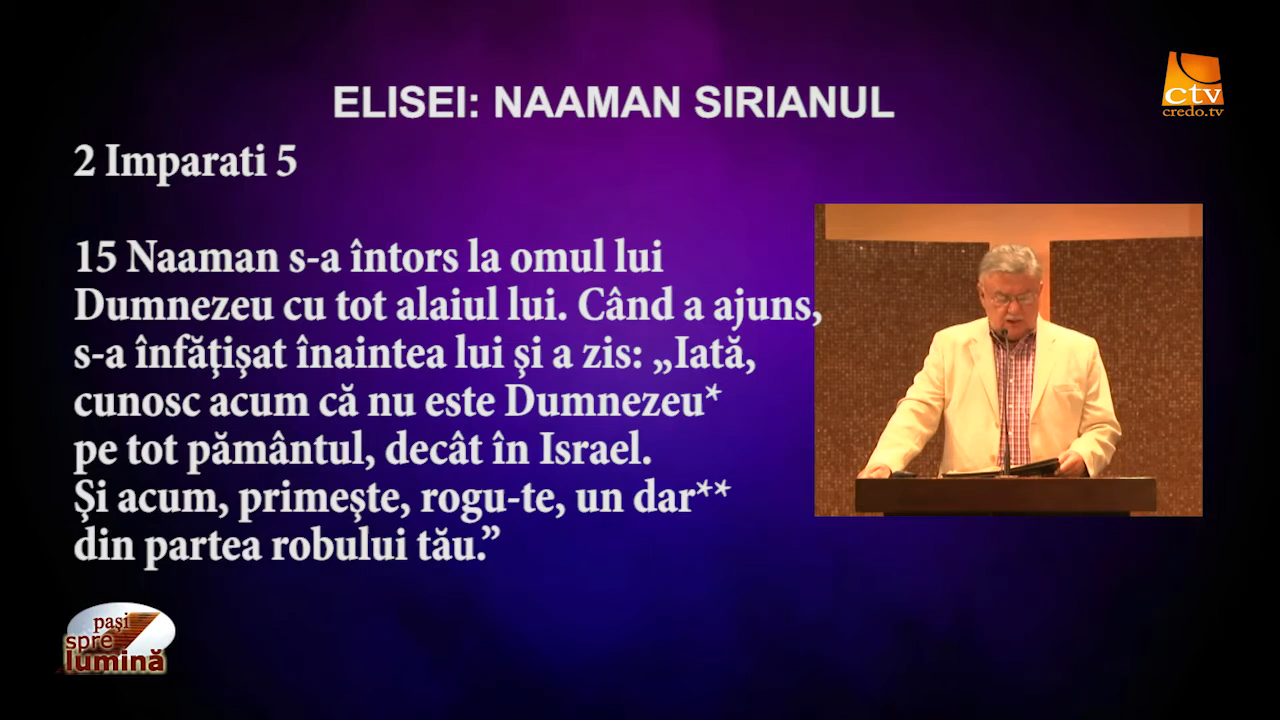 ELISEI: NAAMAN SIRIANUL
ctv
credo.tv
2 Imparati 5
15 Naaman s-a întors la omul lui
Dumnezeu cu tot alaiul lui. Când a ajuns,
s-a înfăţişat înaintea lui şi a zis: „Iată,
cunosc acum că nu este Dumnezeu*
pe tot pământul, decât în Israel.
Şi acum, primeşte, rogu-te, un dar**
din partea robului tău.”
paşi
spre
lumină